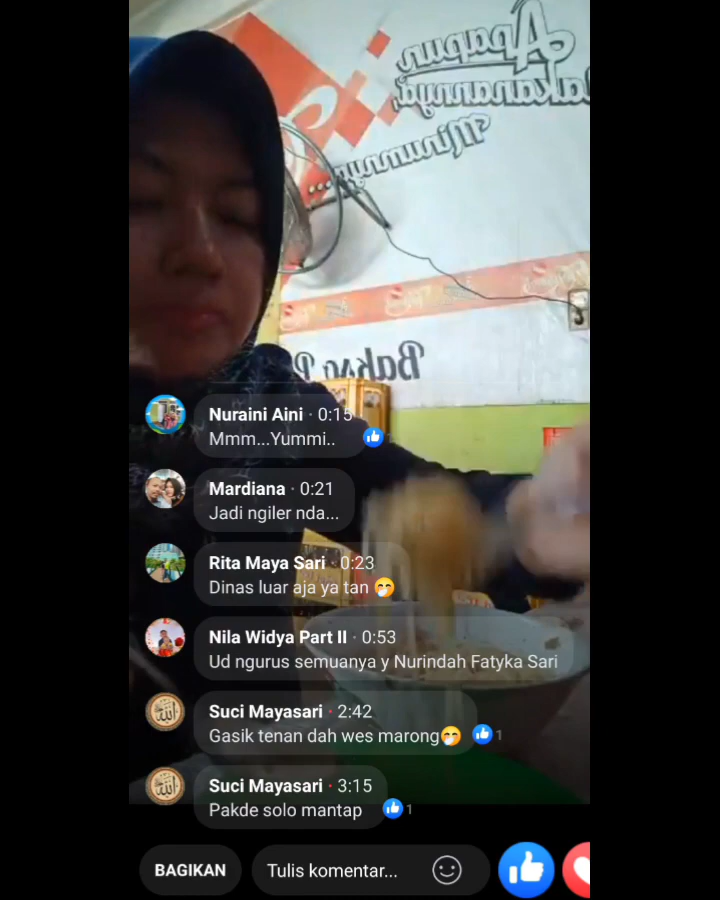 Apapun
Makanannya,
Minumnya...
Bakso
Nuraini Aini · 0:15
Mmm...Yummi..
Mardiana · 0:21
Jadi ngiler nda...
Rita Maya Sari · 0:23
Dinas luar aja ya tan 🤭
Nila Widya Part II · 0:53
Ud ngurus semuanya y Nurindah Fatyka Sari
Suci Mayasari · 2:42
Gasik tenan dah wes marong🤭 1
Suci Mayasari · 3:15
Pakde solo mantap 1
BAGIKAN
Tulis komentar...